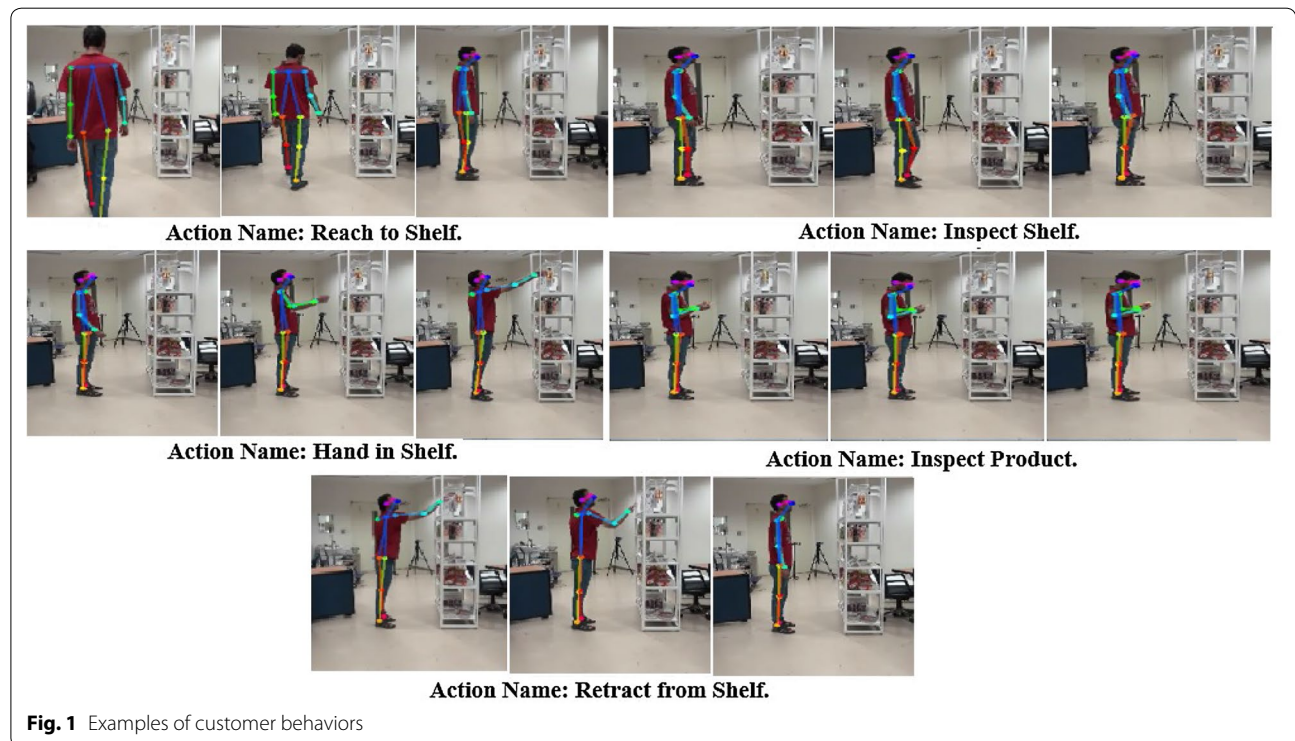 Action Name: Reach to Shelf.
Action Name: Inspect Shelf.
Action Name: Hand in Shelf.
Action Name: Inspect Product.
Action Name: Retract from Shelf.
Fig. 1 Examples of customer behaviors